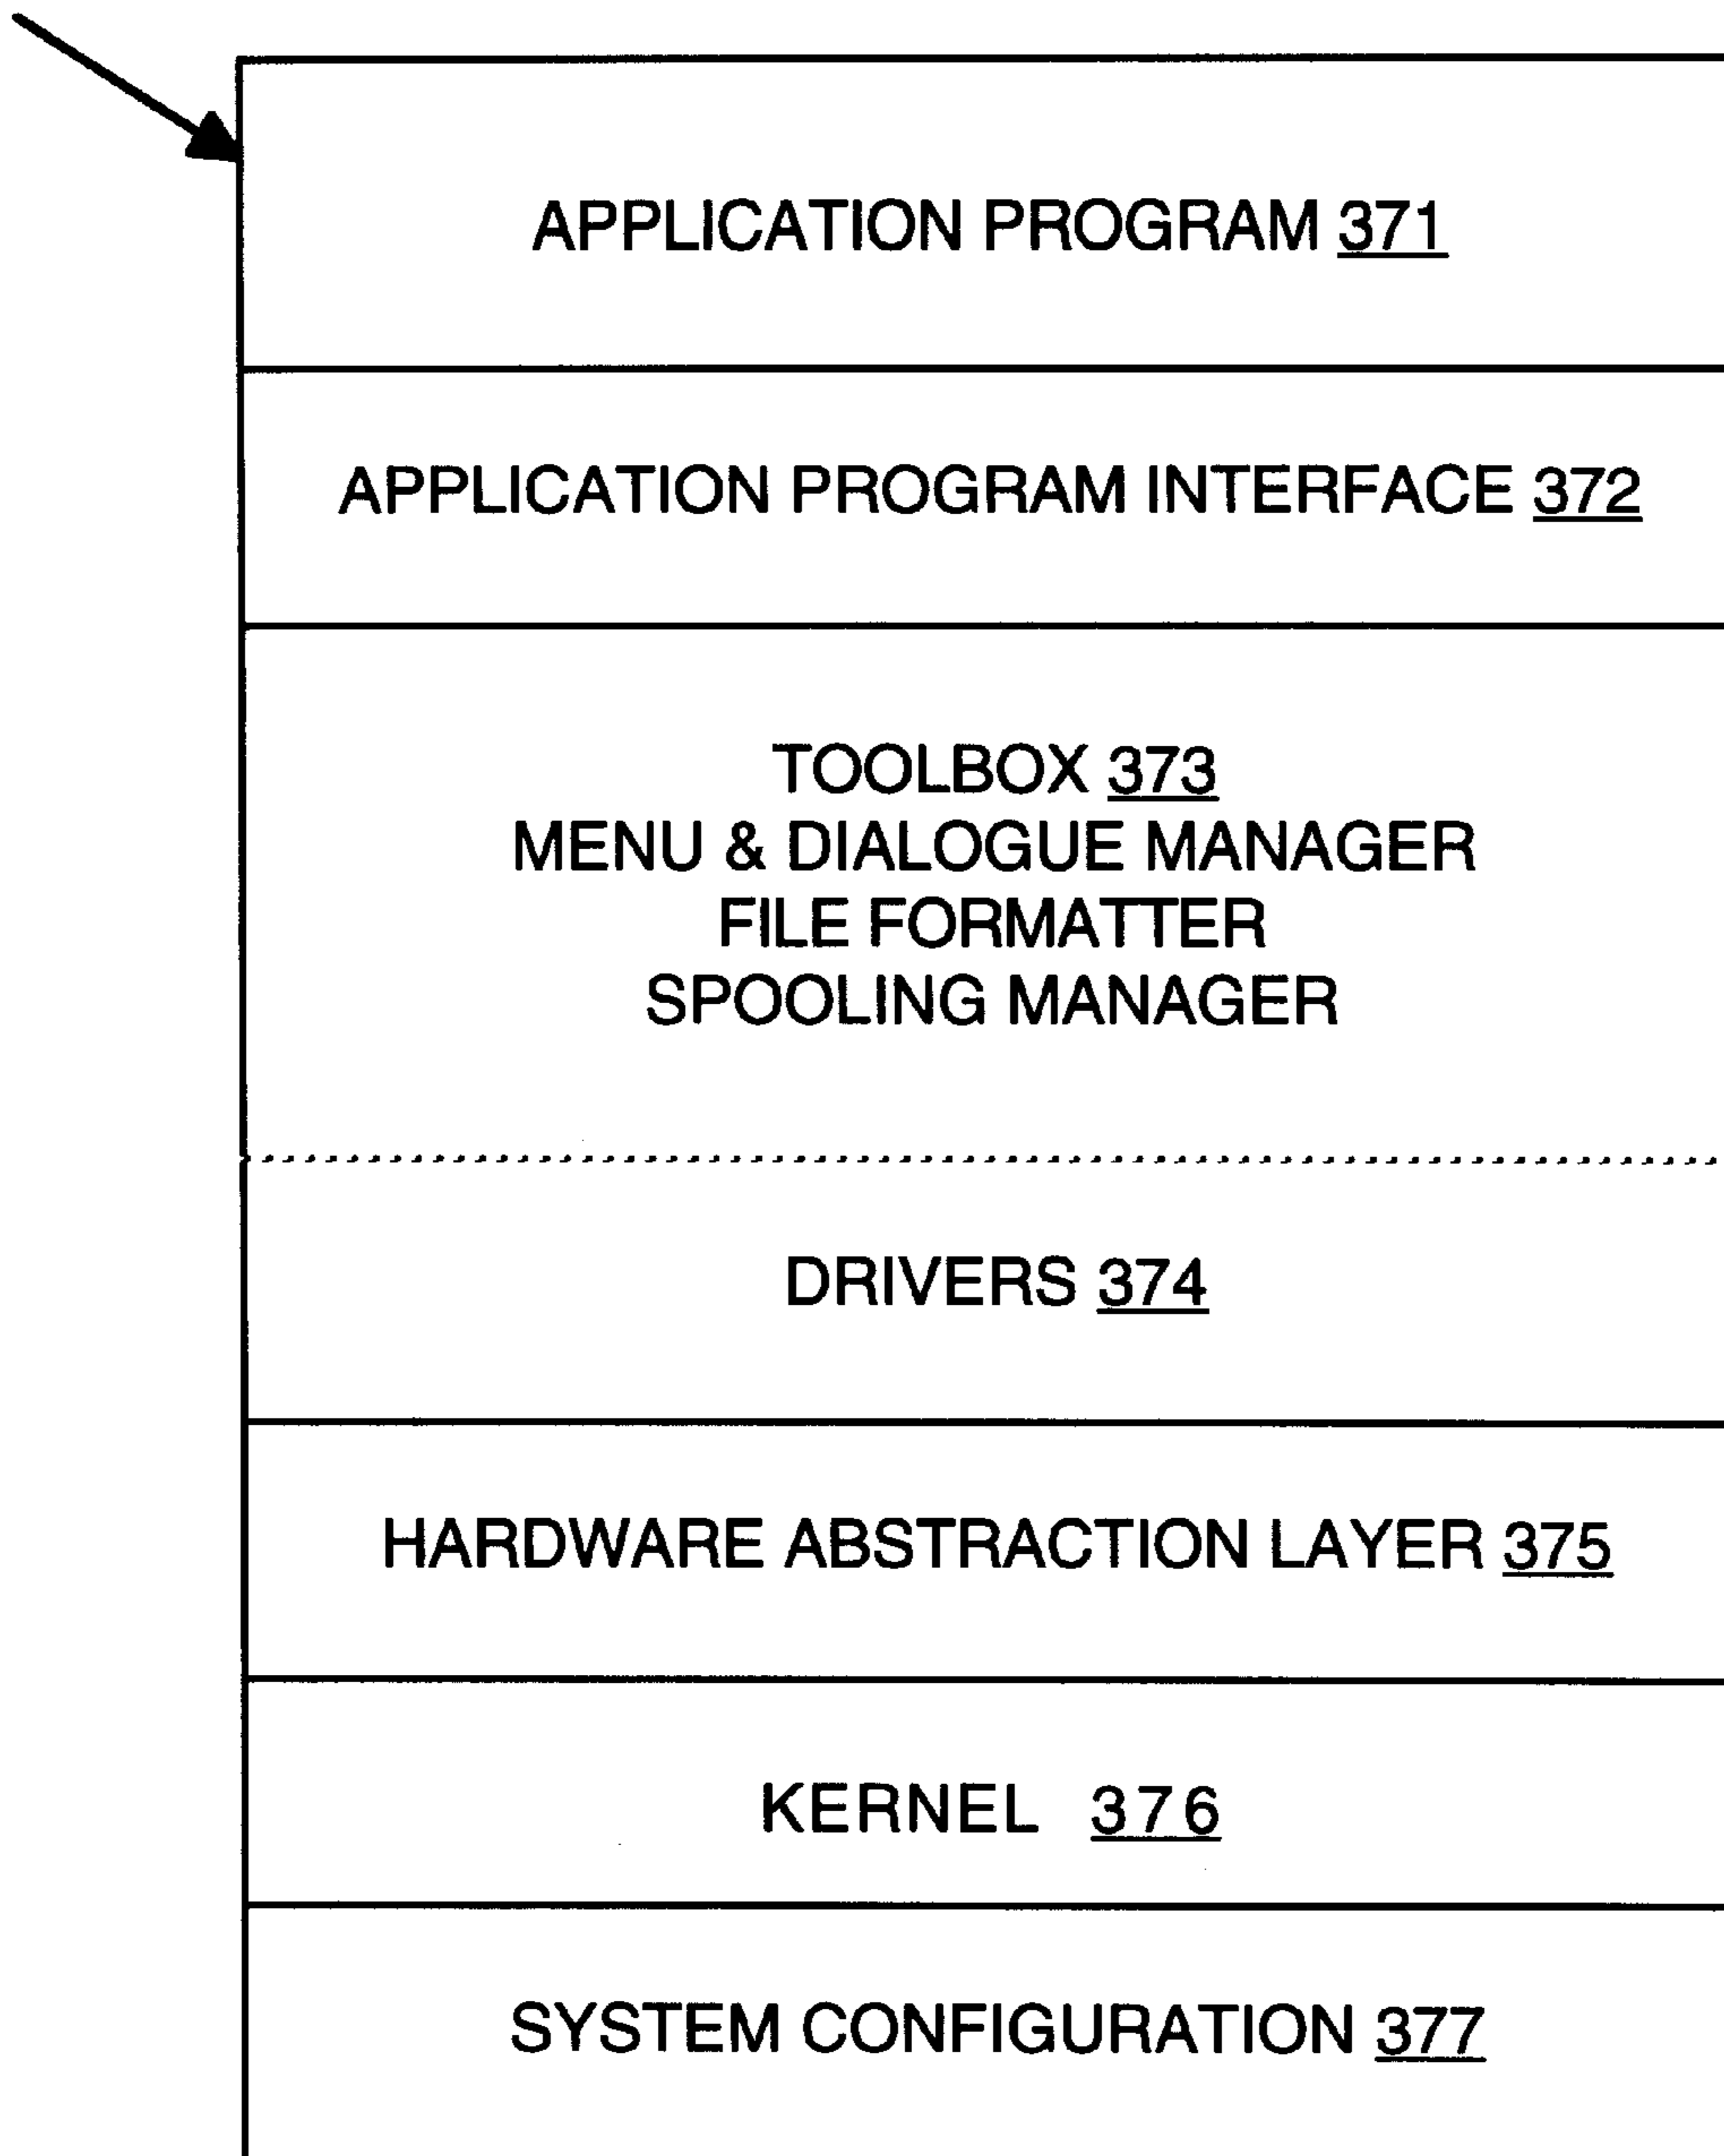 APPLICATION PROGRAM 371
APPLICATION PROGRAM INTERFACE 372
TOOLBOX 373
MENU & DIALOGUE MANAGER
FILE FORMATTER
SPOOLING MANAGER
DRIVERS 374
HARDWARE ABSTRACTION LAYER 375
KERNEL 376
SYSTEM CONFIGURATION 377